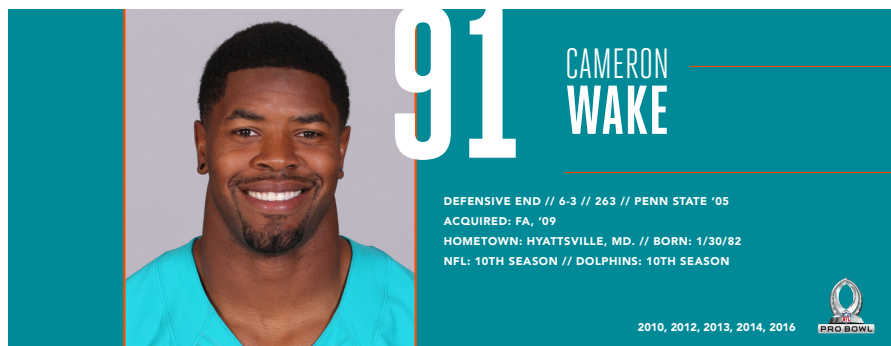 91
CAMERON
WAKE
DEFENSIVE END // 6-3 // 263 // PENN STATE ’05
ACQUIRED: FA, ’09
HOMETOWN: HYATTSVILLE, MD. // BORN: 1/30/82
NFL: 10TH SEASON // DOLPHINS: 10TH SEASON
2010, 2012, 2013, 2014, 2016
NFL
PRO BOWL